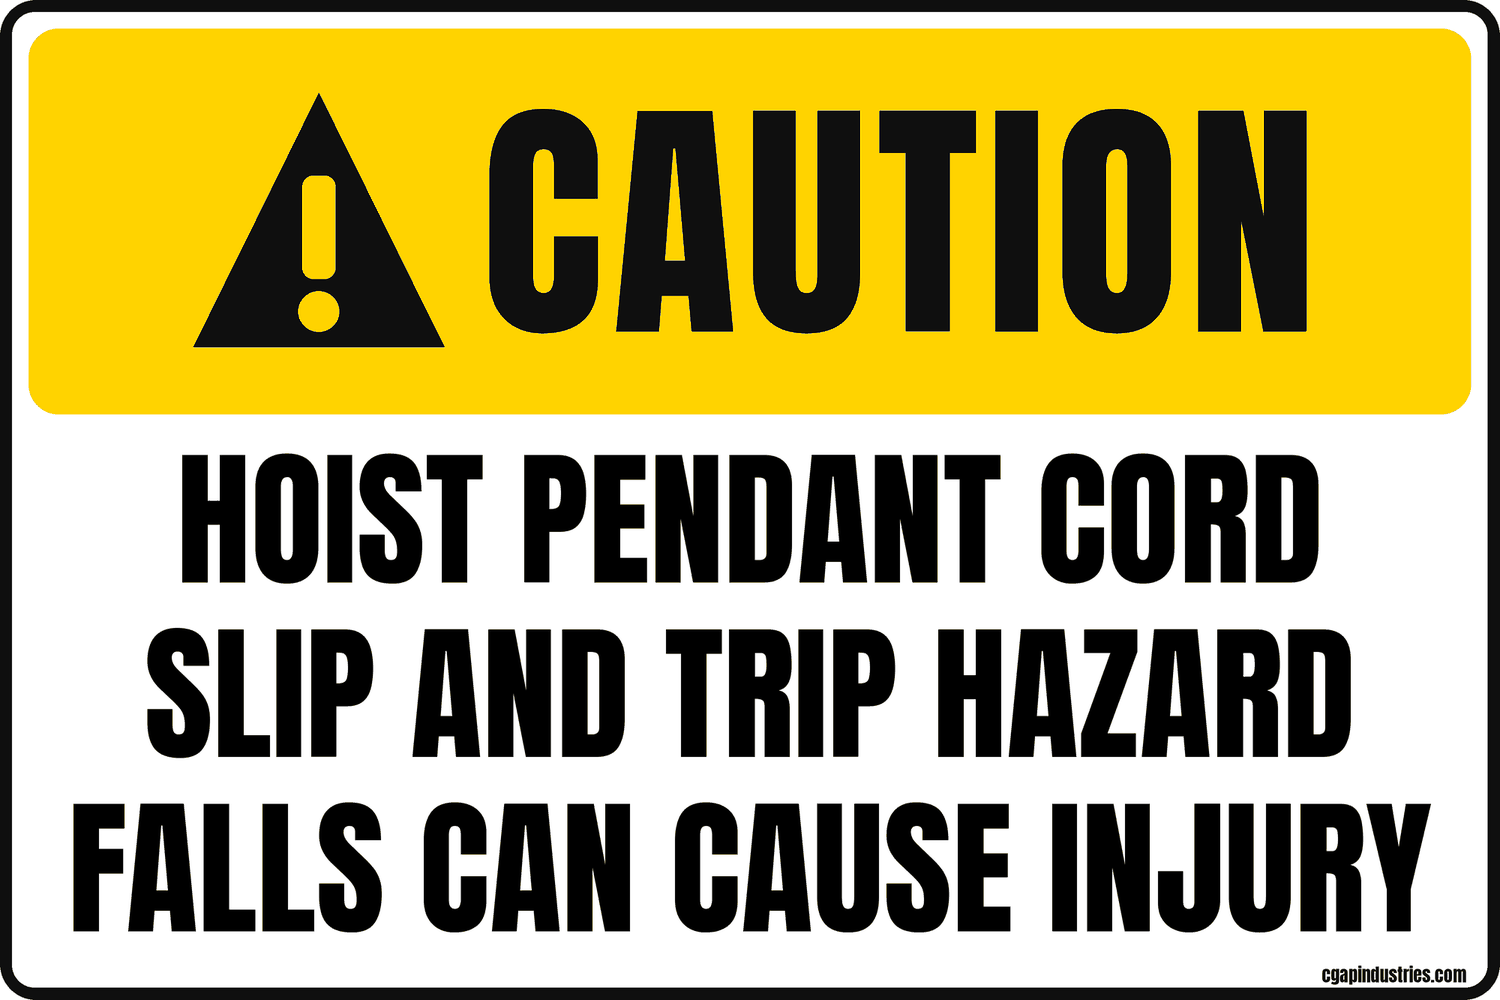 CAUTION
HOIST PENDANT CORD
SLIP AND TRIP HAZARD
FALLS CAN CAUSE INJURY
cgapindustries.com